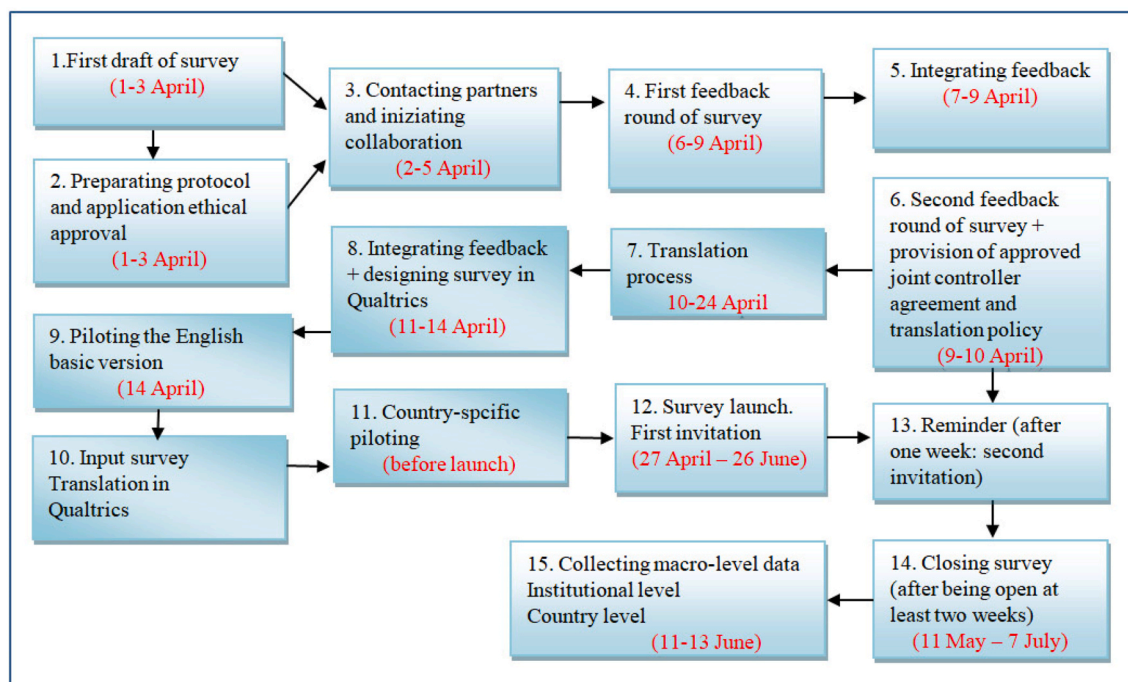 1.First draft of survey
(1-3 April)
2. Preparating protocol
and application ethical
approval
(1-3 April)
3. Contacting partners
and iniziating
collaboration
(2-5 April)
4. First feedback
round of survey
(6-9 April)
5. Integrating feedback
(7-9 April)
6. Second feedback
round of survey +
provision of approved
joint controller
agreement and
translation policy
(9-10 April)
7. Translation
process
10-24 April
8. Integrating feedback
+ designing survey in
Qualtrics
(11-14 April)
9. Piloting the English
basic version
(14 April)
10. Input survey
Translation in
Qualtrics
11. Country-spcific
piloting
(before launch)
12. Survey launch.
First invitation
(27 April – 26 June)
13. Reminder (after
one week: second
invitation)
14. Closing survey
(after being open at
least two weeks)
(11 May – 7 July)
15. Collecting macro-level data
Institutional level
Country level
(11-13 June)